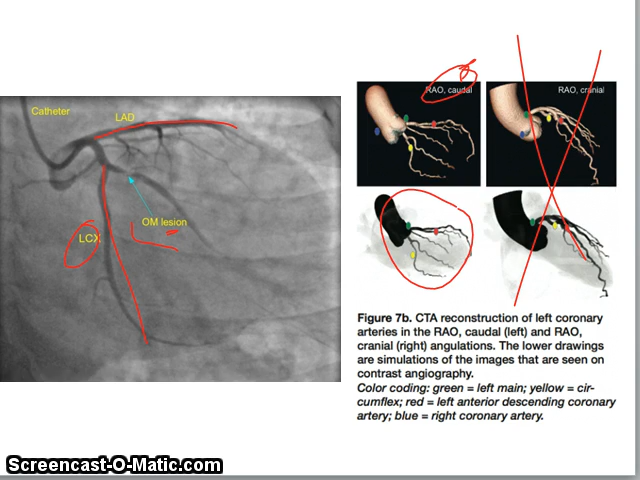 Catheter
LAD
OM lesion
LCX
RAO, caudal
RAO, cranial
Figure 7b. CTA reconstruction of left coronary
arteries in the RAO, caudal (left) and RAO,
cranial (right) angulations. The lower drawings
are simulations of the images that are seen on
contrast angiography.
Color coding: green = left main; yellow = cir-
cumflex; red = left anterior descending coronary
artery; blue = right coronary artery.
Screencast-O-Matic.com